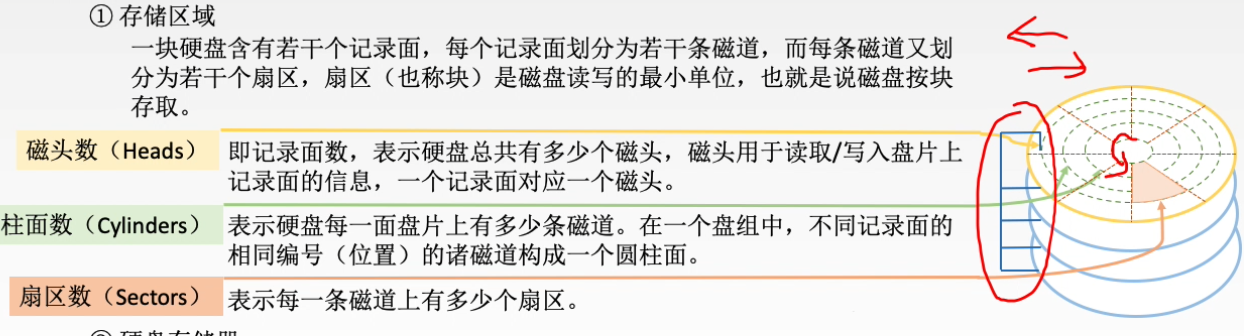 ① 存储区域
一块硬盘含有若干个记录面，每个记录面划分为若干条磁道，而每条磁道又划
分为若干个扇区，扇区（也称块）是磁盘读写的最小单位，也就是说磁盘按块
存取。
磁头数（Heads）
即记录面数，表示硬盘总共有多少个磁头，磁头用于读取/写入盘片上
记录面的信息，一个记录面对应一个磁头。
柱面数（Cylinders）
表示硬盘每一面盘片上有多少条磁道。在一个盘组中，不同记录面的
相同编号（位置）的诸磁道构成一个圆柱面。
扇区数（Sectors）
表示每一条磁道上有多少个扇区。